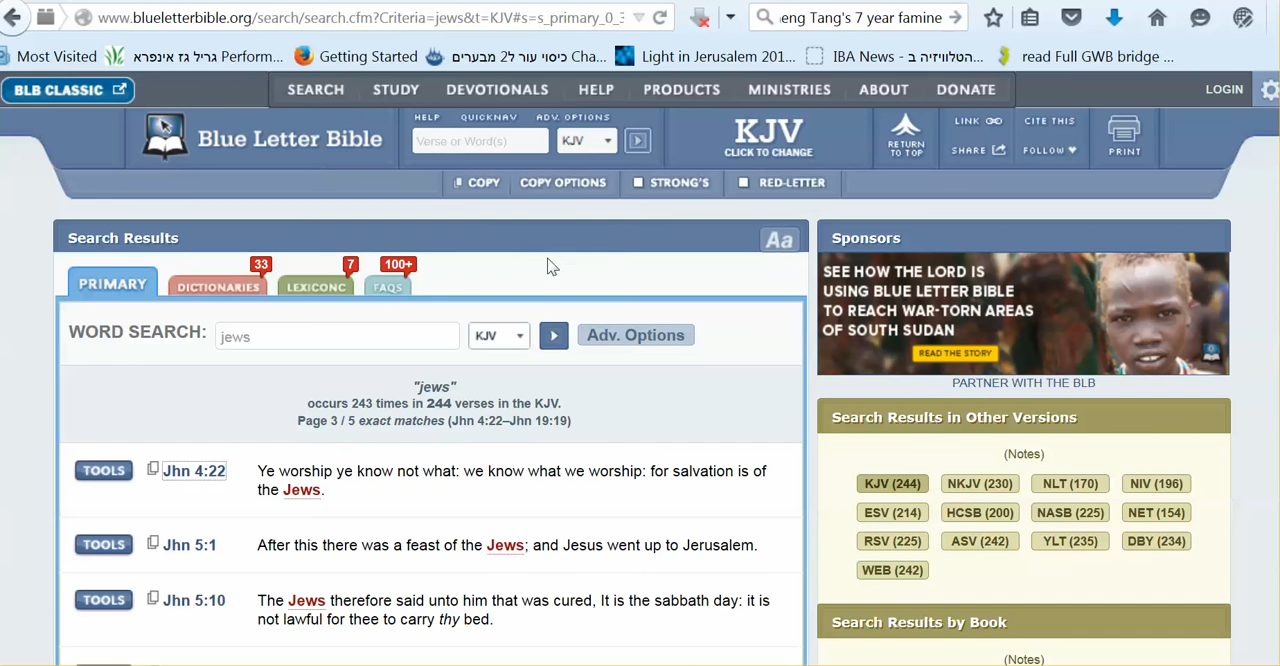 www.blueletterbible.org/search/search.cfm?Criteria=jews&t=KJV#s=s_primary_0_3
eng Tang's 7 year famine
Most Visited
גריל גז אינפרא Perform...
Getting Started
כיסוי עור ל2 מבערים Cha...
Light in Jerusalem 201...
IBA News - הטלוויזיה ב...
read Full GWB bridge ...
BLB CLASSIC
SEARCH STUDY DEVOTIONALS HELP PRODUCTS MINISTRIES ABOUT DONATE
LOGIN
Blue Letter Bible
HELP QUICKNAV ADV. OPTIONS
Verse or Word(s) KJV
KJV
CLICK TO CHANGE
RETURN
TO TOP
LINK CITE THIS
SHARE FOLLOW
PRINT
COPY COPY OPTIONS STRONG'S RED-LETTER
Search Results
Aa
33 7 100+
PRIMARY DICTIONARIES LEXICONC FAQS
WORD SEARCH: jews KJV Adv. Options
"jews"
occurs 243 times in 244 verses in the KJV.
Page 3 / 5 exact matches (Jhn 4:22–Jhn 19:19)
TOOLS Jhn 4:22 Ye worship ye know not what: we know what we worship: for salvation is of
the Jews.
TOOLS Jhn 5:1 After this there was a feast of the Jews; and Jesus went up to Jerusalem.
TOOLS Jhn 5:10 The Jews therefore said unto him that was cured, It is the sabbath day: it is
not lawful for thee to carry thy bed.
Sponsors
SEE HOW THE LORD IS
USING BLUE LETTER BIBLE
TO REACH WAR-TORN AREAS
OF SOUTH SUDAN
READ THE STORY
PARTNER WITH THE BLB
Search Results in Other Versions
(Notes)
KJV (244) NKJV (230) NLT (170) NIV (196)
ESV (214) HCSB (200) NASB (225) NET (154)
RSV (225) ASV (242) YLT (235) DBY (234)
WEB (242)
Search Results by Book
(Notes)